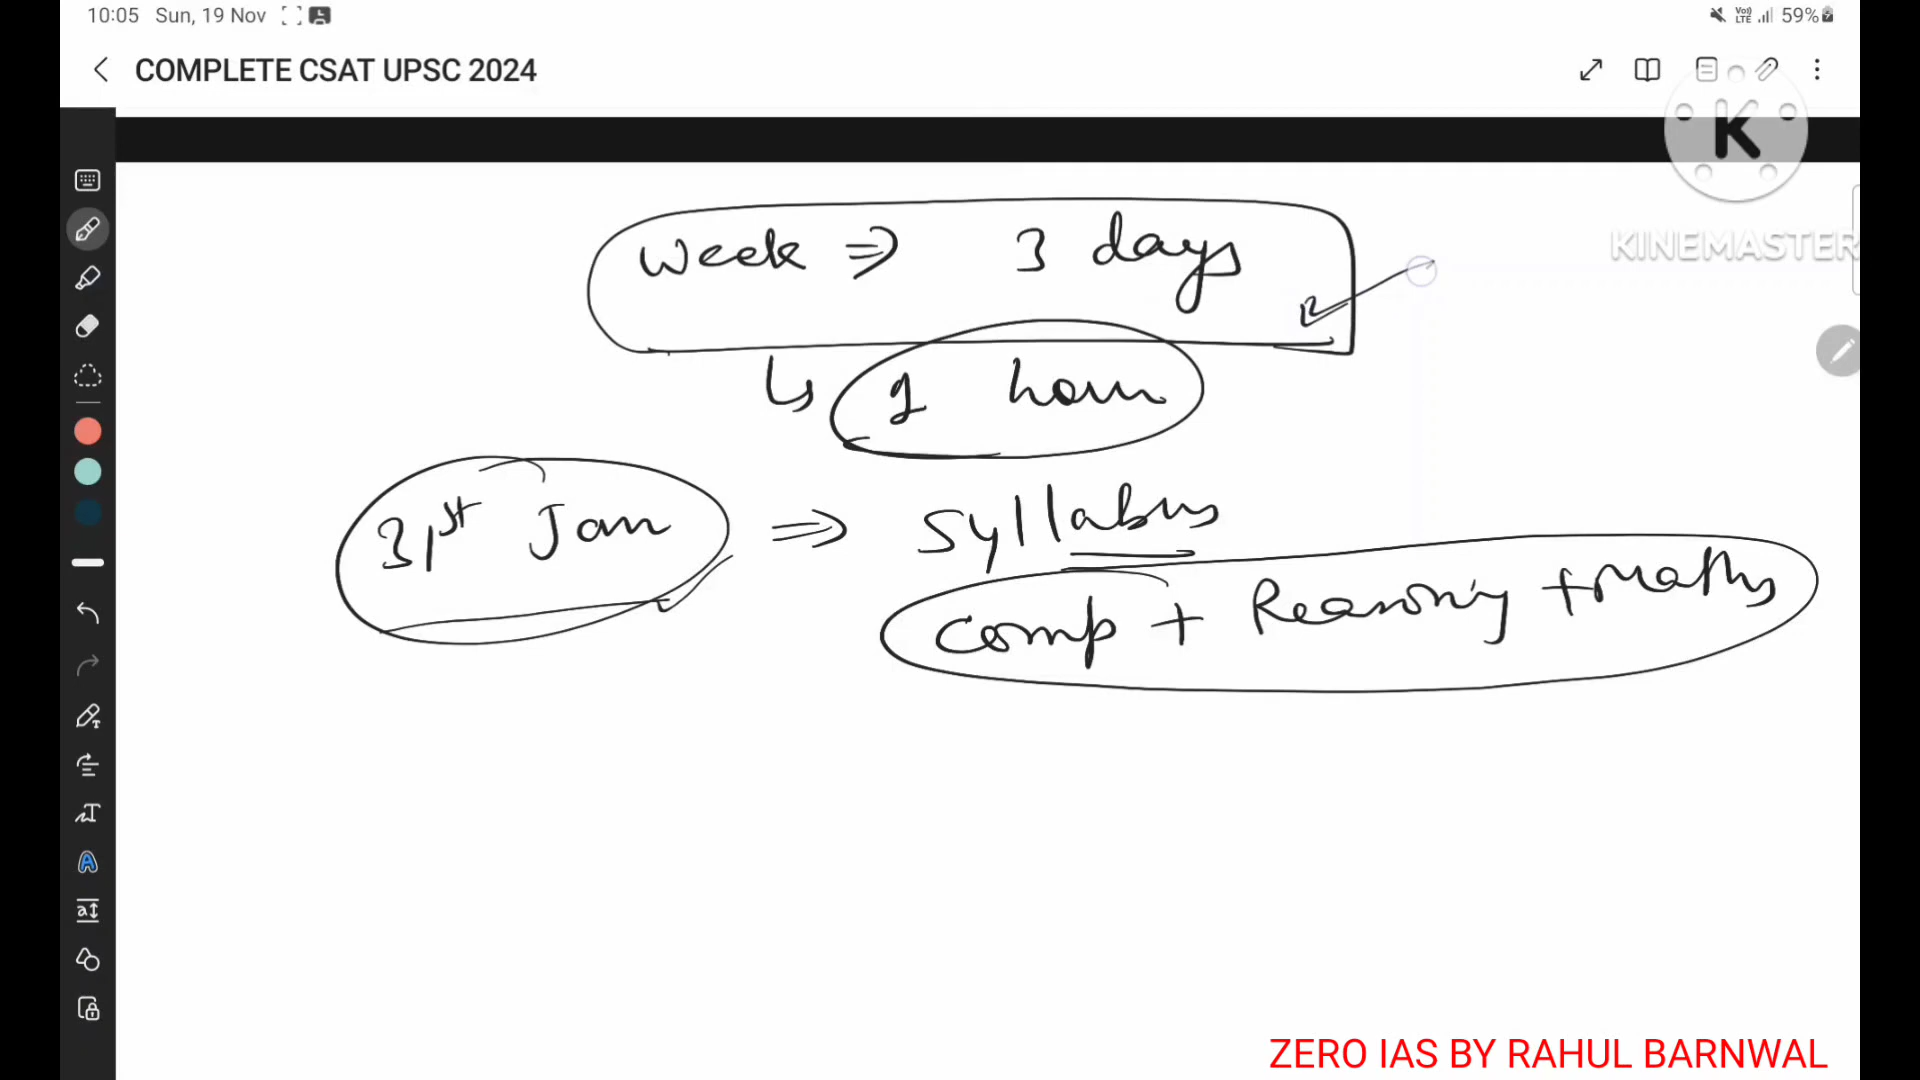 10:05 Sun, 19 Nov
59%
COMPLETE CSAT UPSC 2024
K
KINEMASTER
week ⇒ 3 days
↳ 1 hour
31st Jan ⇒ Syllabus
Comp + Reasoning + Maths
ZERO IAS BY RAHUL BARNWAL